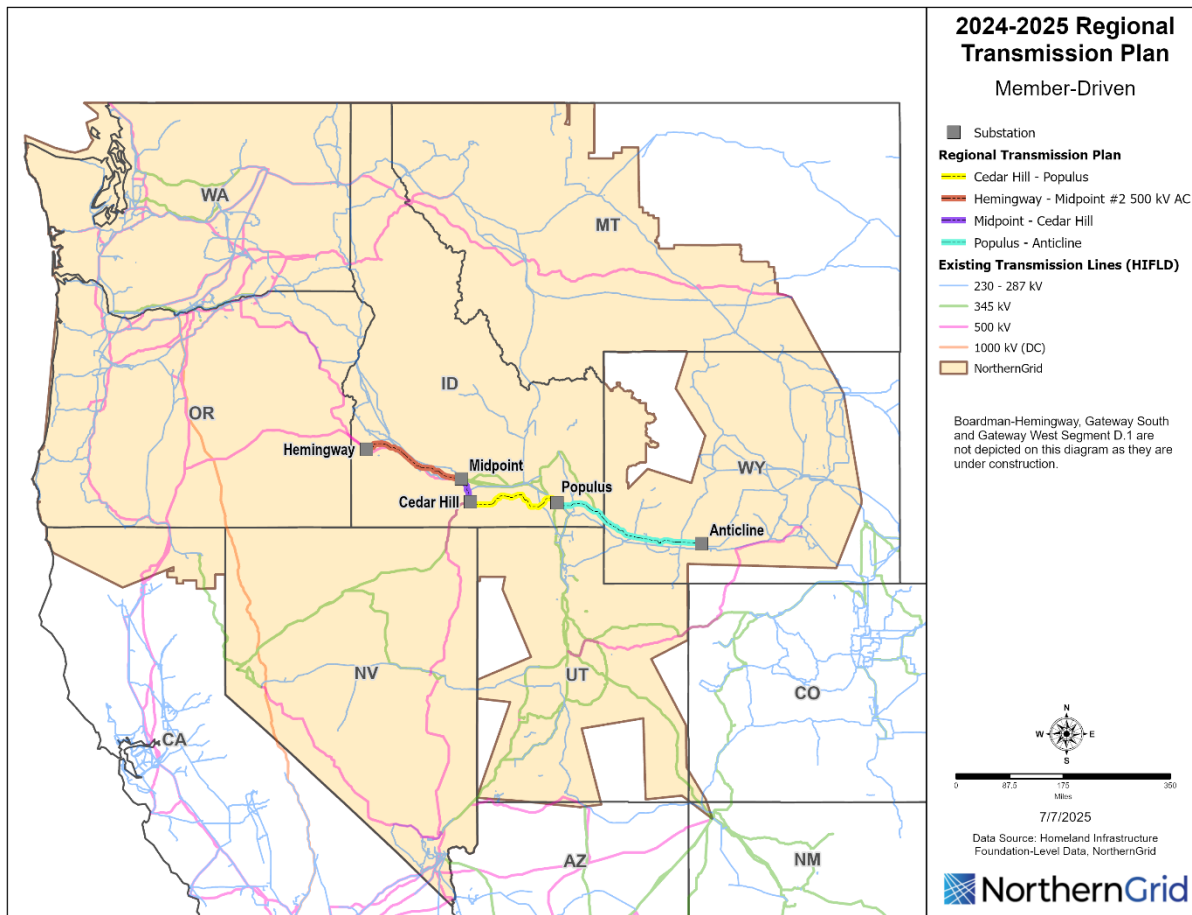 2024-2025 Regional
Transmission Plan
Member-Driven
Substation
Regional Transmission Plan
Cedar Hill - Populus
Hemingway - Midpoint #2 500 kV AC
Midpoint - Cedar Hill
Populus - Anticline
Existing Transmission Lines (HIFLD)
230 - 287 kV
345 kV
500 kV
1000 kV (DC)
NorthernGrid
Boardman-Hemingway, Gateway South
and Gateway West Segment D.1 are
not depicted on this diagram as they are
under construction.
WA
MT
ID
OR
Hemingway
Midpoint
WY
Cedar Hill
Populus
Anticline
NV
UT
CO
CA
AZ
NM
N
W
E
S
0
87.5
175
350
Miles
7/7/2025
Data Source: Homeland Infrastructure
Foundation-Level Data, NorthernGrid
NorthernGrid